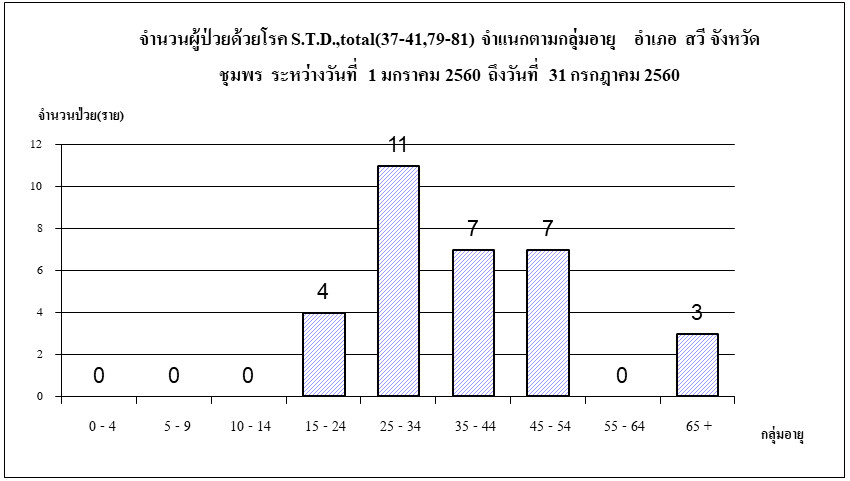 จำนวนผู้ป่วยด้วยโรค S.T.D.,total(37-41,79-81) จำแนกตามกลุ่มอายุ อำเภอ สวี จังหวัด
ชุมพร ระหว่างวันที่ 1 มกราคม 2560 ถึงวันที่ 31 กรกฎาคม 2560
จำนวนป่วย(ราย)
12
10
8
6
4
2
0
0 0 0 4 11 7 7 0 3
0 - 4 5 - 9 10 - 14 15 - 24 25 - 34 35 - 44 45 - 54 55 - 64 65 +
กลุ่มอายุ